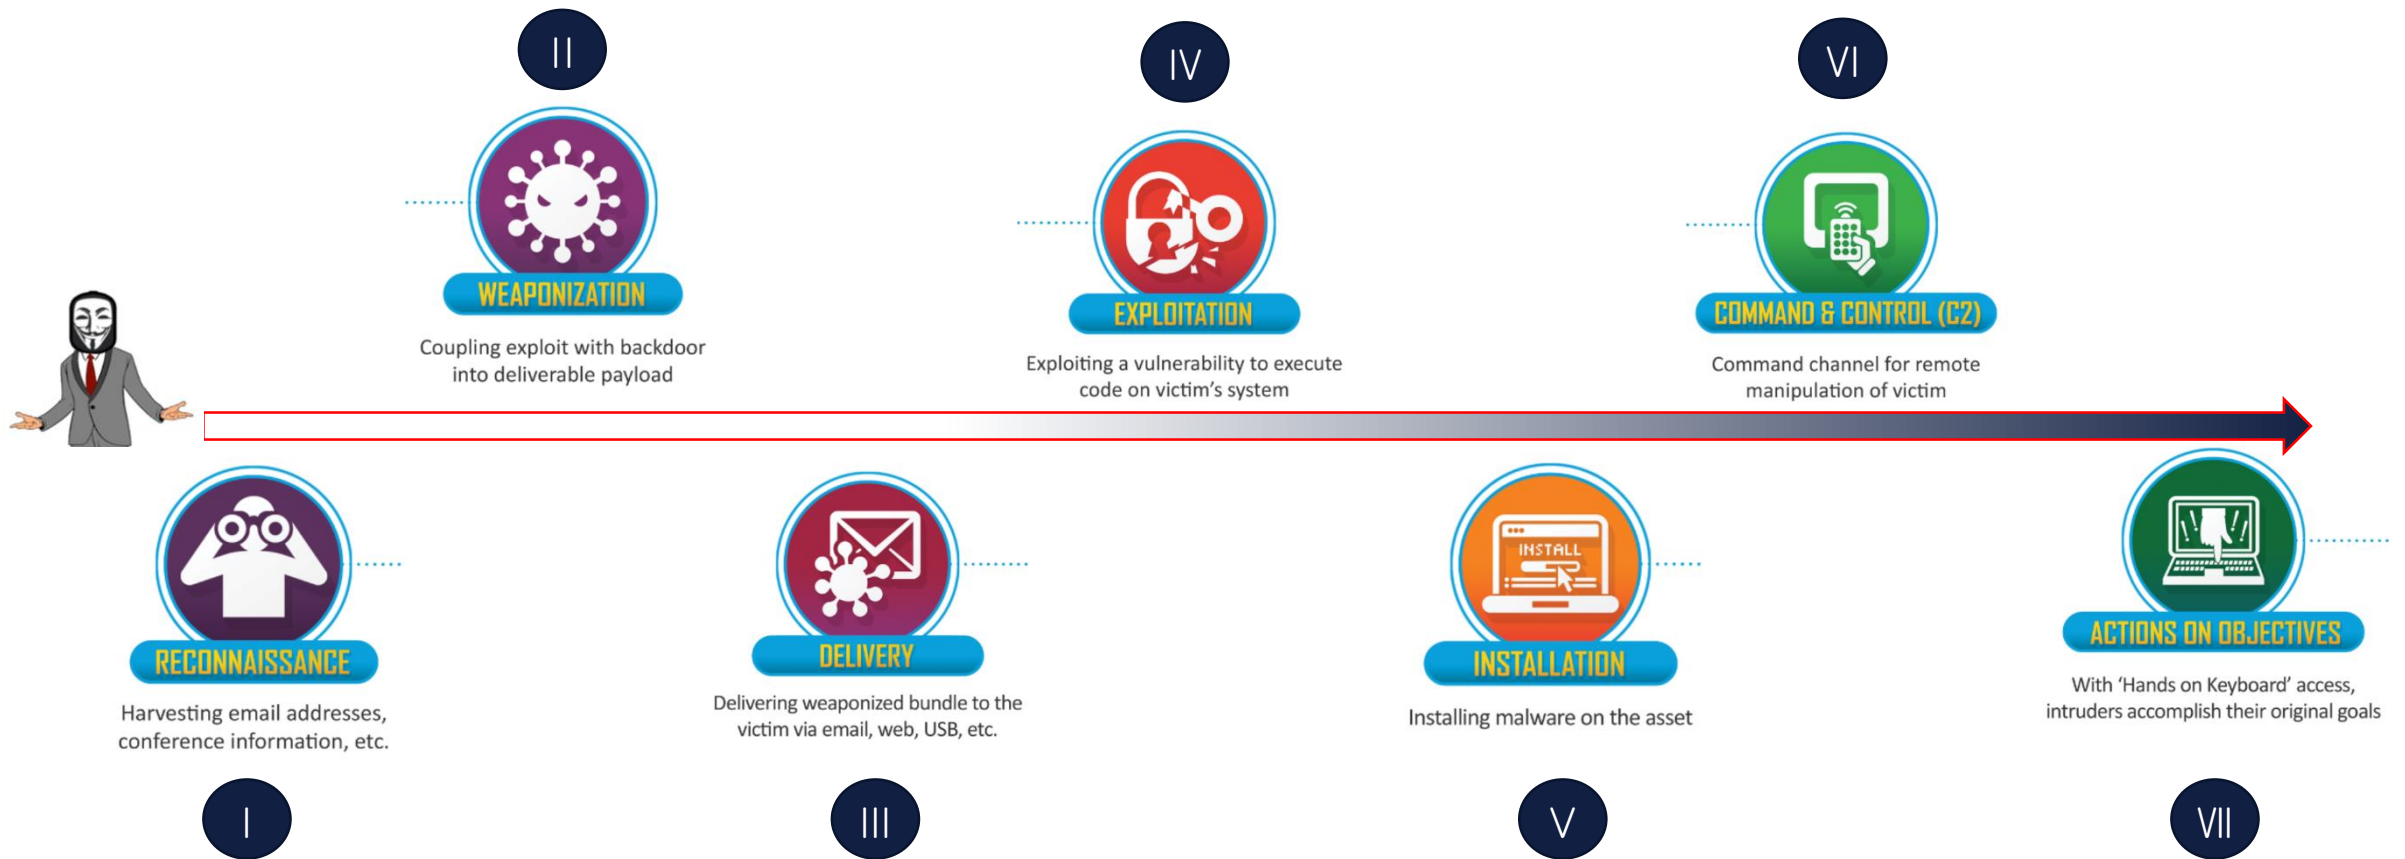 I
RECONNAISSANCE
Harvesting email addresses,
conference information, etc.
II
WEAPONIZATION
Coupling exploit with backdoor
into deliverable payload
III
DELIVERY
Delivering weaponized bundle to the
victim via email, web, USB, etc.
IV
EXPLOITATION
Exploiting a vulnerability to execute
code on victim's system
V
INSTALL
INSTALLATION
Installing malware on the asset
VI
COMMAND & CONTROL (C2)
Command channel for remote
manipulation of victim
VII
ACTIONS ON OBJECTIVES
With ‘Hands on Keyboard’ access,
intruders accomplish their original goals